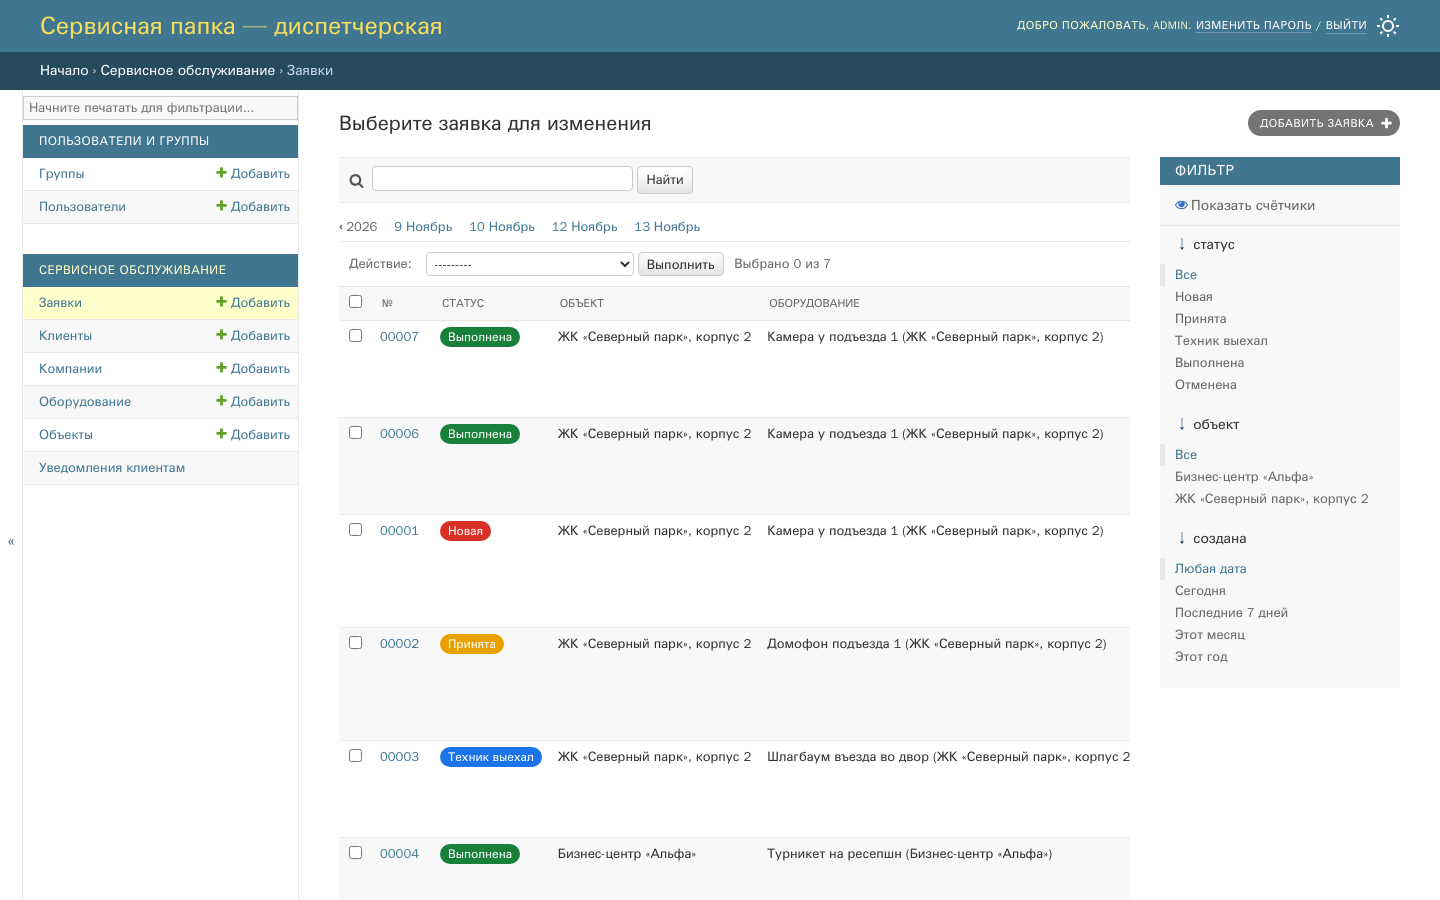 Сервисная папка — диспетчерская
ДОБРО ПОЖАЛОВАТЬ, ADMIN. ИЗМЕНИТЬ ПАРОЛЬ / ВЫЙТИ
Начало › Сервисное обслуживание › Заявки
Начните печатать для фильтрации...
ПОЛЬЗОВАТЕЛИ И ГРУППЫ
Группы Добавить
Пользователи Добавить
СЕРВИСНОЕ ОБСЛУЖИВАНИЕ
Заявки Добавить
Клиенты Добавить
Компании Добавить
Оборудование Добавить
Объекты Добавить
Уведомления клиентам
«
Выберите заявка для изменения
ДОБАВИТЬ ЗАЯВКА
Найти
‹ 2026 9 Ноябрь 10 Ноябрь 12 Ноябрь 13 Ноябрь
Действие: --------- Выполнить Выбрано 0 из 7
№ СТАТУС ОБЪЕКТ ОБОРУДОВАНИЕ
00007 Выполнена ЖК «Северный парк», корпус 2 Камера у подъезда 1 (ЖК «Северный парк», корпус 2)
00006 Выполнена ЖК «Северный парк», корпус 2 Камера у подъезда 1 (ЖК «Северный парк», корпус 2)
00001 Новая ЖК «Северный парк», корпус 2 Камера у подъезда 1 (ЖК «Северный парк», корпус 2)
00002 Принята ЖК «Северный парк», корпус 2 Домофон подъезда 1 (ЖК «Северный парк», корпус 2)
00003 Техник выехал ЖК «Северный парк», корпус 2 Шлагбаум въезда во двор (ЖК «Северный парк», корпус 2
00004 Выполнена Бизнес-центр «Альфа» Турникет на ресепшн (Бизнес-центр «Альфа»)
ФИЛЬТР
Показать счётчики
↓ статус
Все
Новая
Принята
Техник выехал
Выполнена
Отменена
↓ объект
Все
Бизнес-центр «Альфа»
ЖК «Северный парк», корпус 2
↓ создана
Любая дата
Сегодня
Последние 7 дней
Этот месяц
Этот год